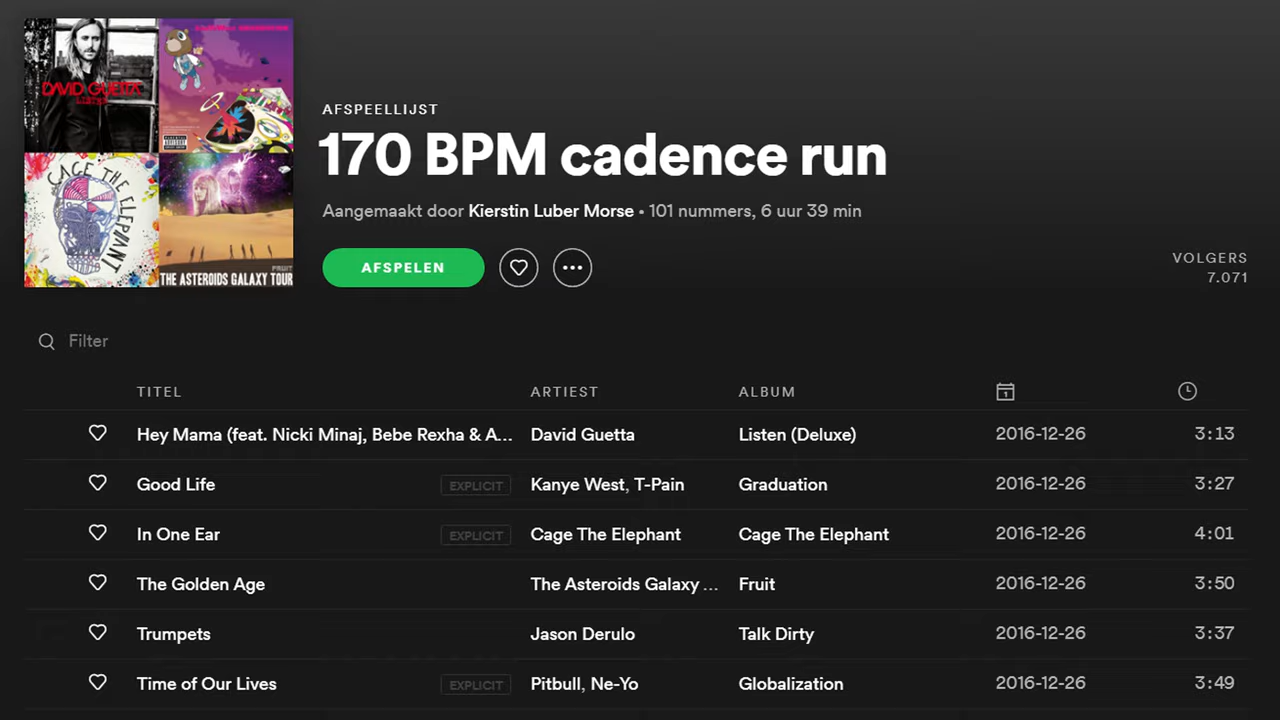 DAVID GUETTA
LISTEN
CAGE THE ELEPHANT
FRUIT
THE ASTEROIDS GALAXY TOUR
AFSPEELLIJST
170 BPM cadence run
Aangemaakt door Kierstin Luber Morse • 101 nummers, 6 uur 39 min
AFSPELEN
VOLGERS
7.071
Filter
TITEL ARTIEST ALBUM
Hey Mama (feat. Nicki Minaj, Bebe Rexha & A... David Guetta Listen (Deluxe) 2016-12-26 3:13
Good Life EXPLICIT Kanye West, T-Pain Graduation 2016-12-26 3:27
In One Ear EXPLICIT Cage The Elephant Cage The Elephant 2016-12-26 4:01
The Golden Age The Asteroids Galaxy ... Fruit 2016-12-26 3:50
Trumpets Jason Derulo Talk Dirty 2016-12-26 3:37
Time of Our Lives EXPLICIT Pitbull, Ne-Yo Globalization 2016-12-26 3:49